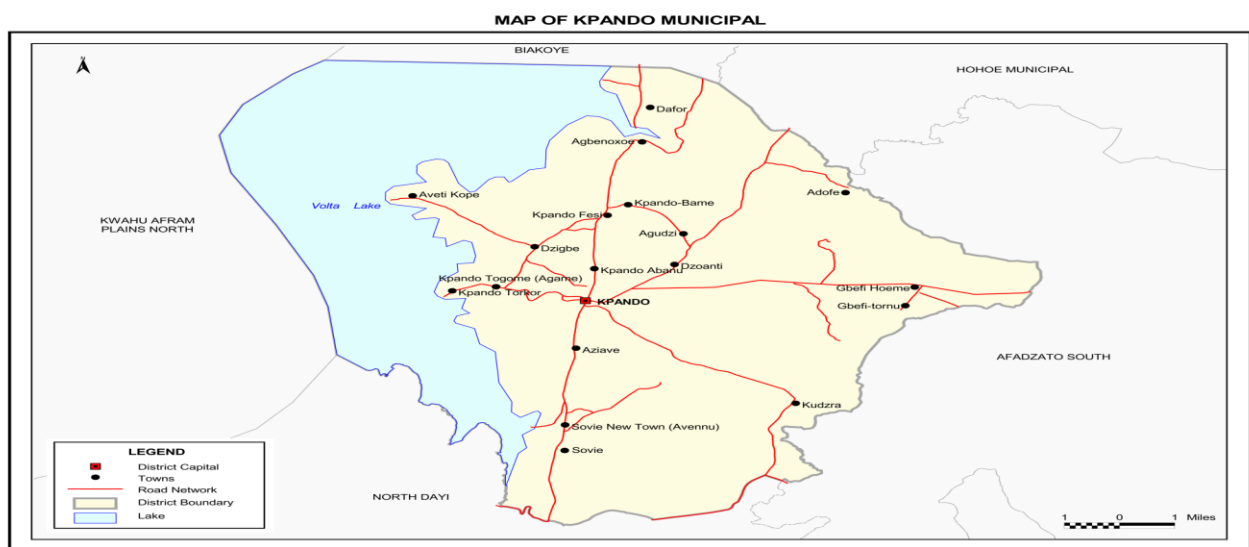 MAP OF KPANDO MUNICIPAL
BIAKOYE
N
HOHOE MUNICIPAL
Dafor
Agbenoxoe
Adofe
Aveti Kope
Volta Lake
Kpando-Bame
Kpando Fesi
KWAHU AFRAM
PLAINS NORTH
Agudzi
Dzigbe
Dzoanti
Kpando Abanu
Kpando Togome (Agame)
Kpando Torkor
Gbefi Hoeme
KPANDO
Gbefi-tornu
Aziave
AFADZATO SOUTH
Kudzra
Sovie New Town (Avennu)
Sovie
LEGEND
District Capital
Towns
Road Network
District Boundary
Lake
NORTH DAYI
1 0 1 Miles